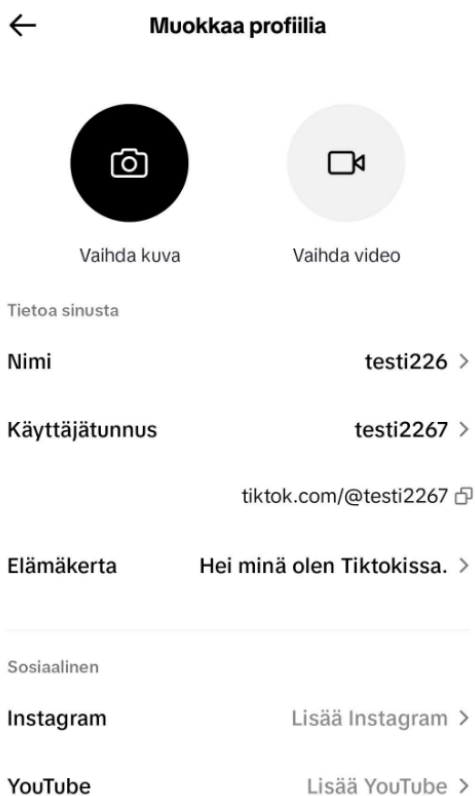 Muokkaa profiilia
Vaihda kuva
Vaihda video
Tietoa sinusta
Nimi testi226
Käyttäjätunnus testi2267
tiktok.com/@testi2267
Elämäkerta Hei minä olen Tiktokissa.
Sosiaalinen
Instagram Lisää Instagram
YouTube Lisää YouTube